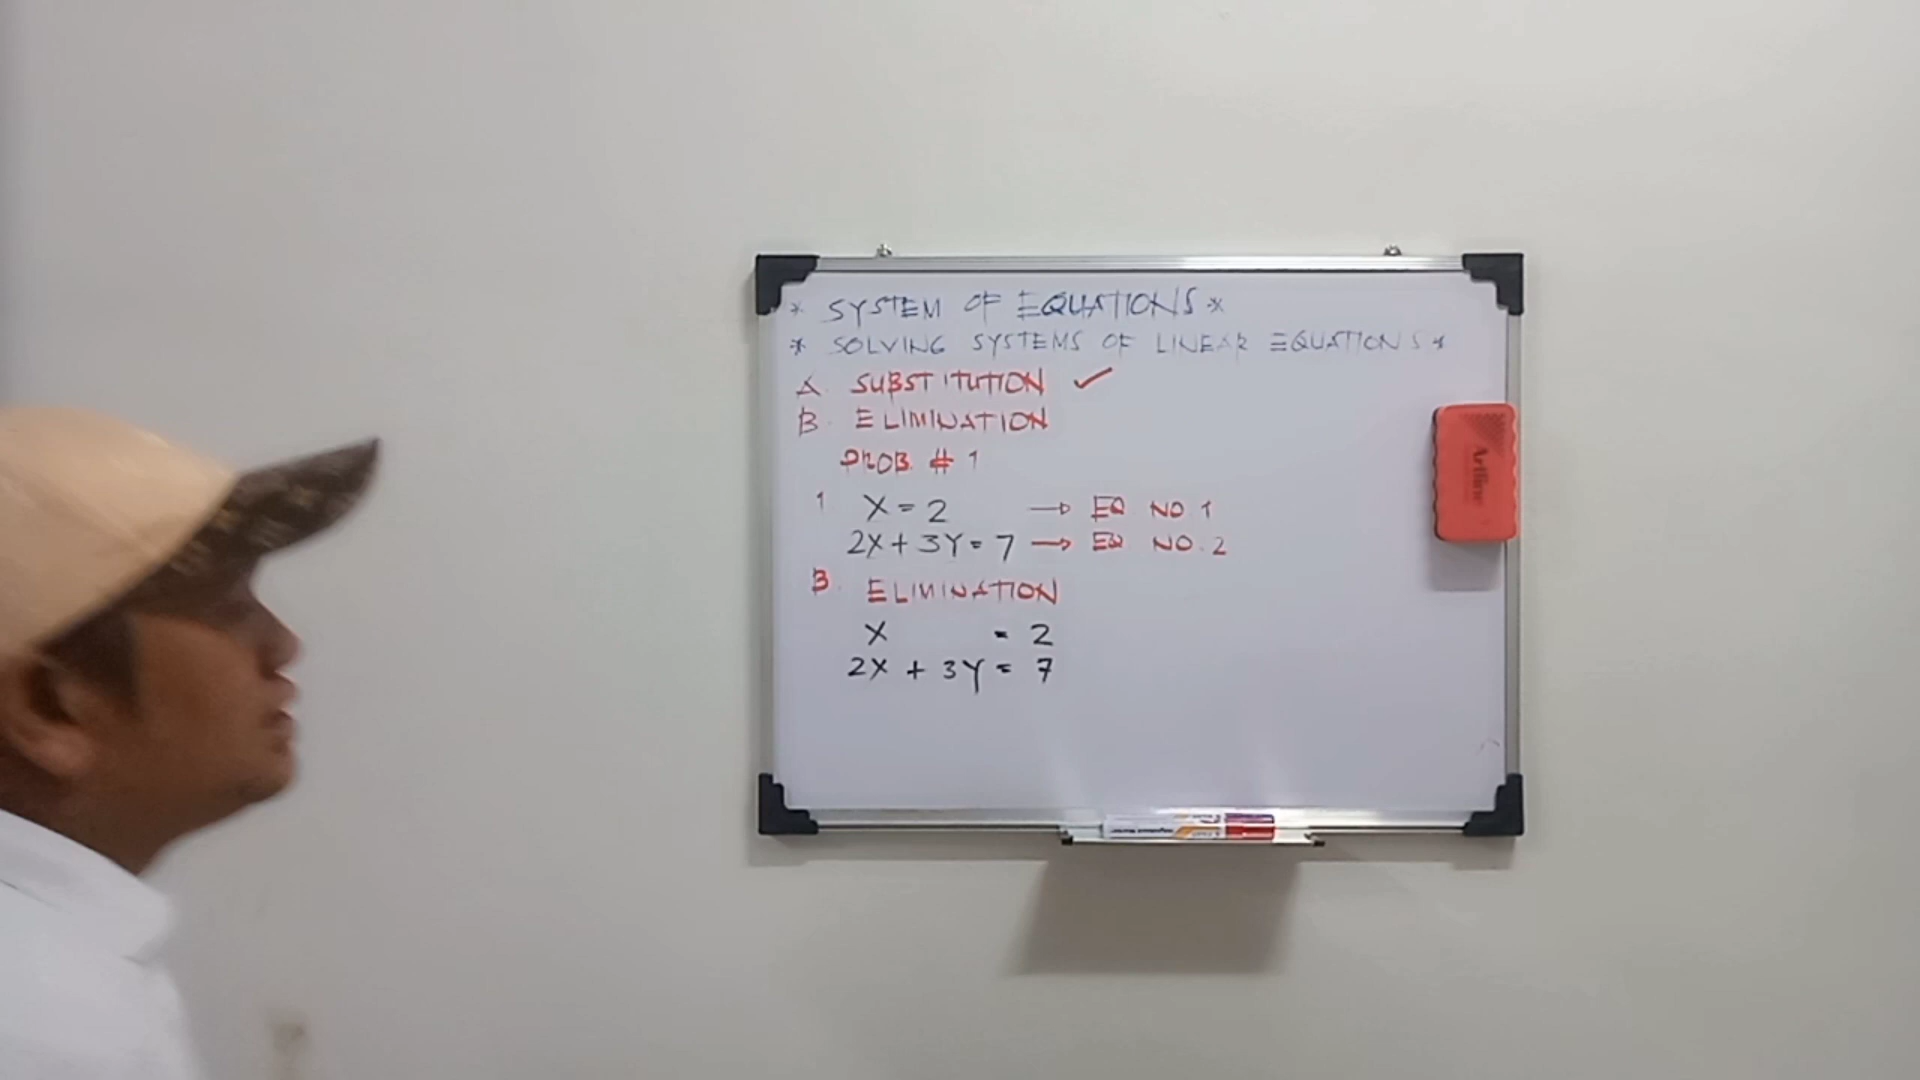 * SYSTEM OF EQUATIONS *
* SOLVING SYSTEMS OF LINEAR EQUATIONS *
A. SUBSTITUTION ✓
B. ELIMINATION
PROB. # 1
1 X = 2 → EQ NO 1
2X + 3Y = 7 → EQ NO. 2
B. ELIMINATION
X = 2
2X + 3Y = 7
Artline